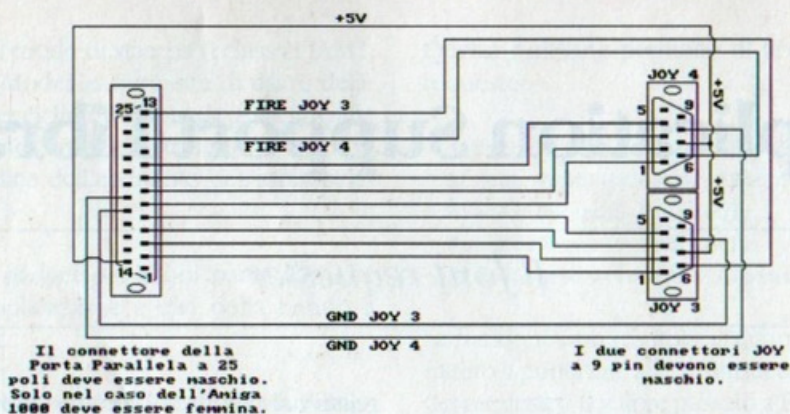 +5V
JOY 4
25 13
5 9
+5V
FIRE JOY 3
FIRE JOY 4
1 6
+5V
5 9
14 1
1 6
JOY 3
GND JOY 3
GND JOY 4
Il connettore della
Porta Parallela a 25
poli deve essere maschio.
Solo nel caso dell'Amiga
1000 deve essere femmina.
I due connettori JOY
a 9 pin devono essere
maschio.